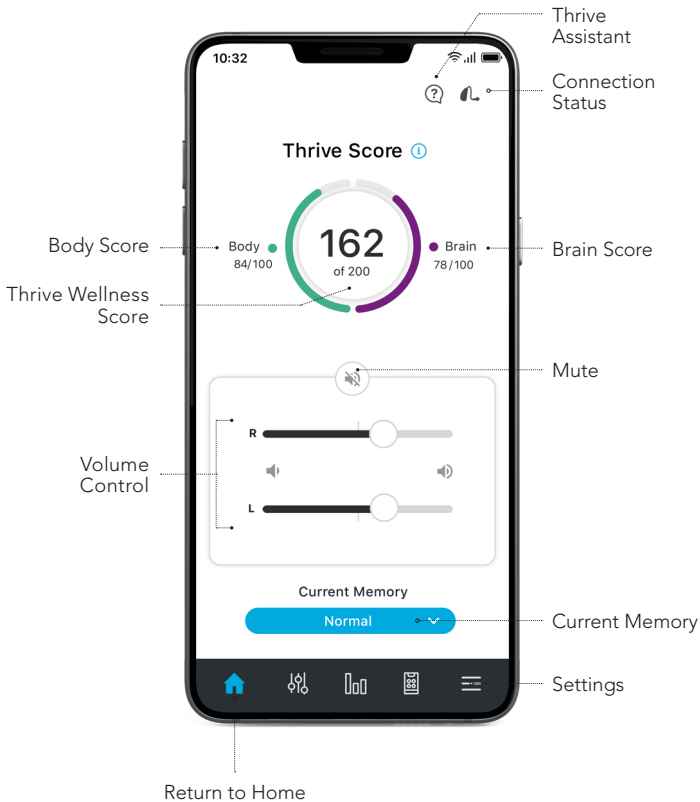 Thrive
Assistant
10:32
Connection
Status
Thrive Score
Body Score
Body
84/100
162
of 200
Brain
78/100
Brain Score
Thrive Wellness
Score
Mute
R
Volume
Control
L
Current Memory
Normal
Current Memory
Settings
Return to Home